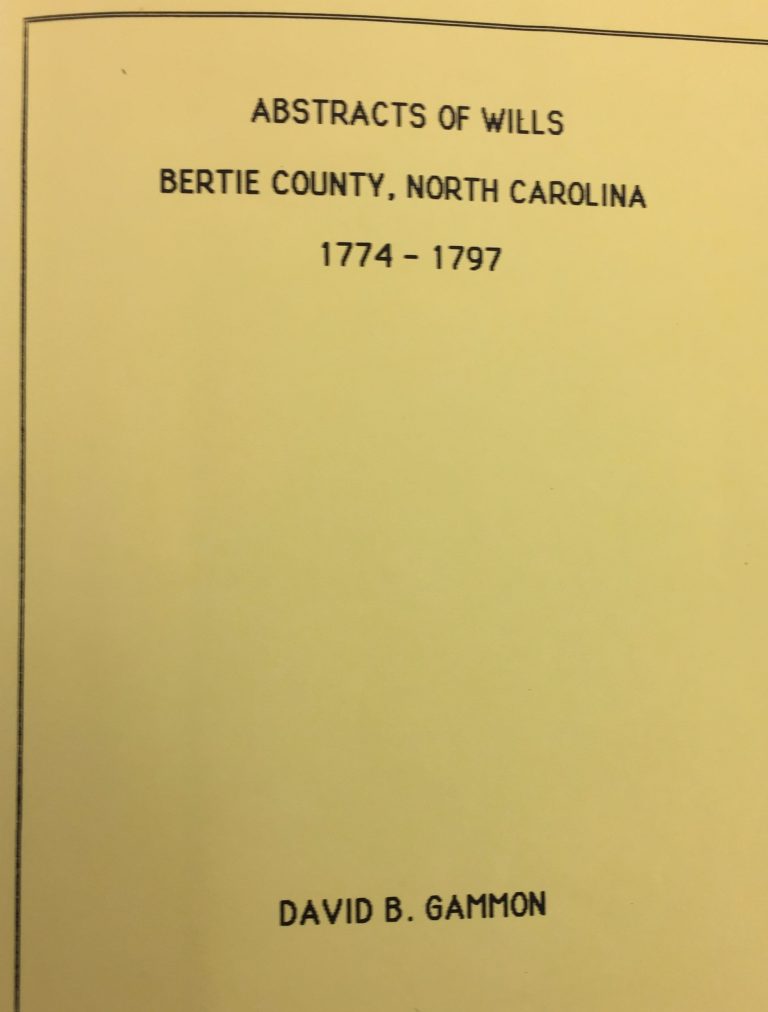 ABSTRACTS OF WILLS
BERTIE COUNTY, NORTH CAROLINA
1774 - 1797
DAVID B. GAMMON